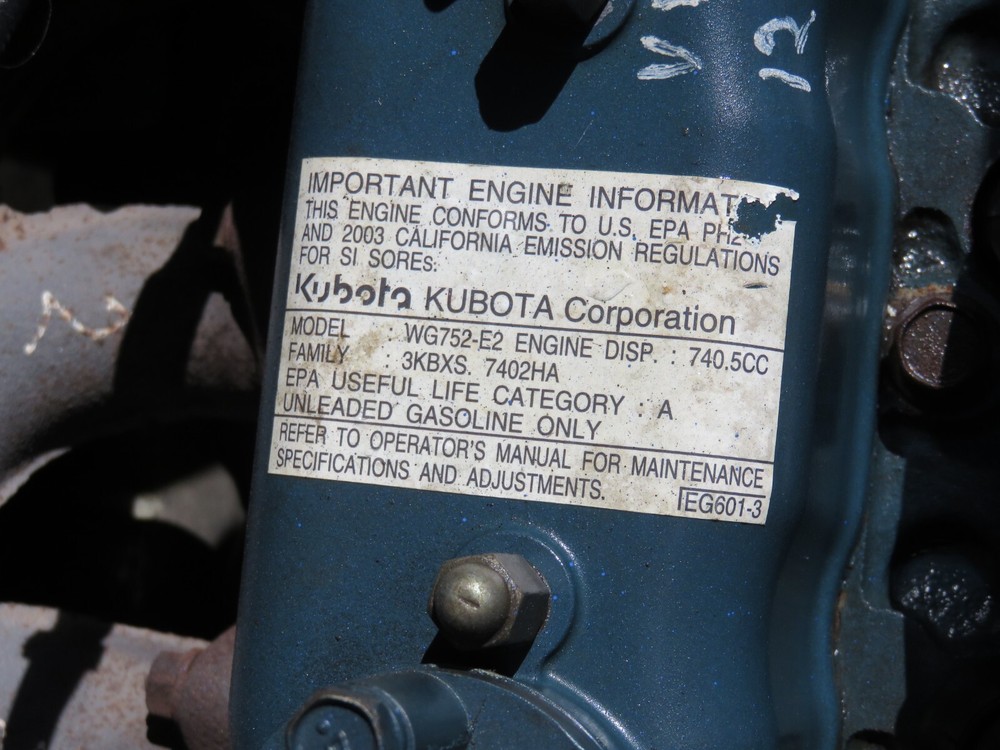 12
IMPORTANT ENGINE INFORMAT
THIS ENGINE CONFORMS TO U.S. EPA PH2
AND 2003 CALIFORNIA EMISSION REGULATIONS
FOR SI SORES.
Kubota KUBOTA Corporation
MODEL : WG752-E2 ENGINE DISP. : 740.5CC
FAMILY : 3KBXS. 7402HA
EPA USEFUL LIFE CATEGORY : A
UNLEADED GASOLINE ONLY
REFER TO OPERATOR'S MANUAL FOR MAINTENANCE
SPECIFICATIONS AND ADJUSTMENTS.
EG601-3